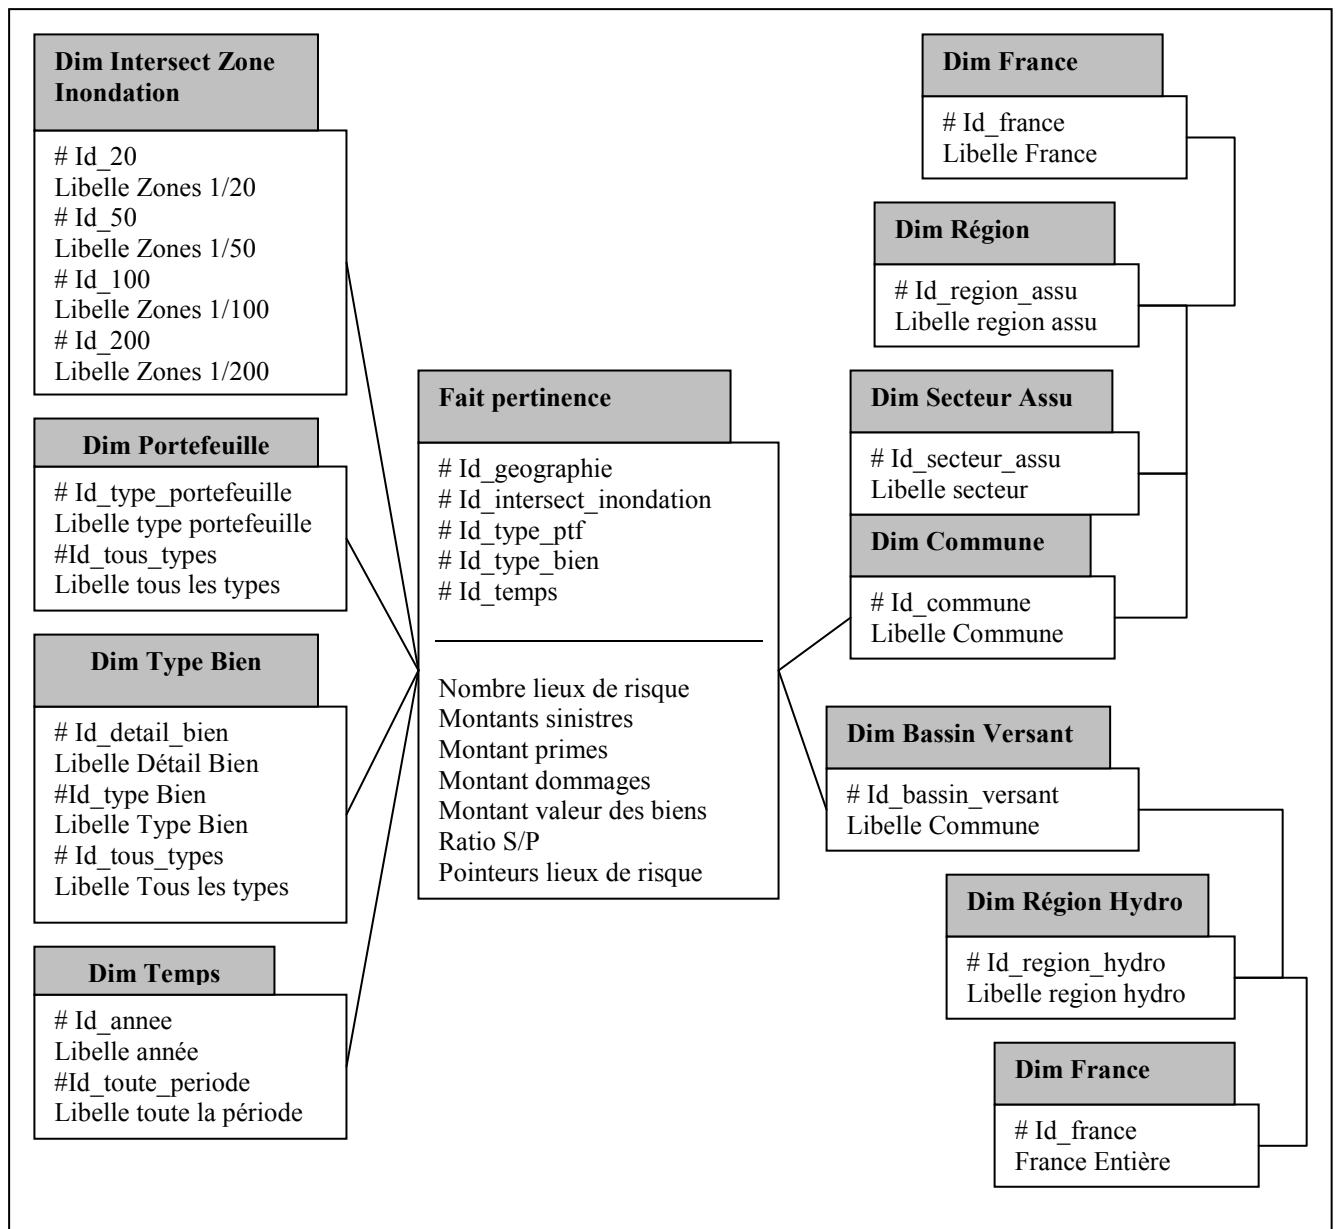 Dim Intersect Zone
Inondation
# Id_20
Libelle Zones 1/20
# Id_50
Libelle Zones 1/50
# Id_100
Libelle Zones 1/100
# Id_200
Libelle Zones 1/200
Dim Portefeuille
# Id_type_portefeuille
Libelle type portefeuille
#Id_tous_types
Libelle tous les types
Dim Type Bien
# Id_detail_bien
Libelle Détail Bien
#Id_type Bien
Libelle Type Bien
# Id_tous_types
Libelle Tous les types
Dim Temps
# Id_annee
Libelle année
#Id_toute_periode
Libelle toute la période
Fait pertinence
# Id_geographie
# Id_intersect_inondation
# Id_type_ptf
# Id_type_bien
# Id_temps
Nombre lieux de risque
Montants sinistres
Montant primes
Montant dommages
Montant valeur des biens
Ratio S/P
Pointeurs lieux de risque
Dim France
# Id_france
Libelle France
Dim Région
# Id_region_assu
Libelle region assu
Dim Secteur Assu
# Id_secteur_assu
Libelle secteur
Dim Commune
# Id_commune
Libelle Commune
Dim Bassin Versant
# Id_bassin_versant
Libelle Commune
Dim Région Hydro
# Id_region_hydro
Libelle region hydro
Dim France
# Id_france
France Entière